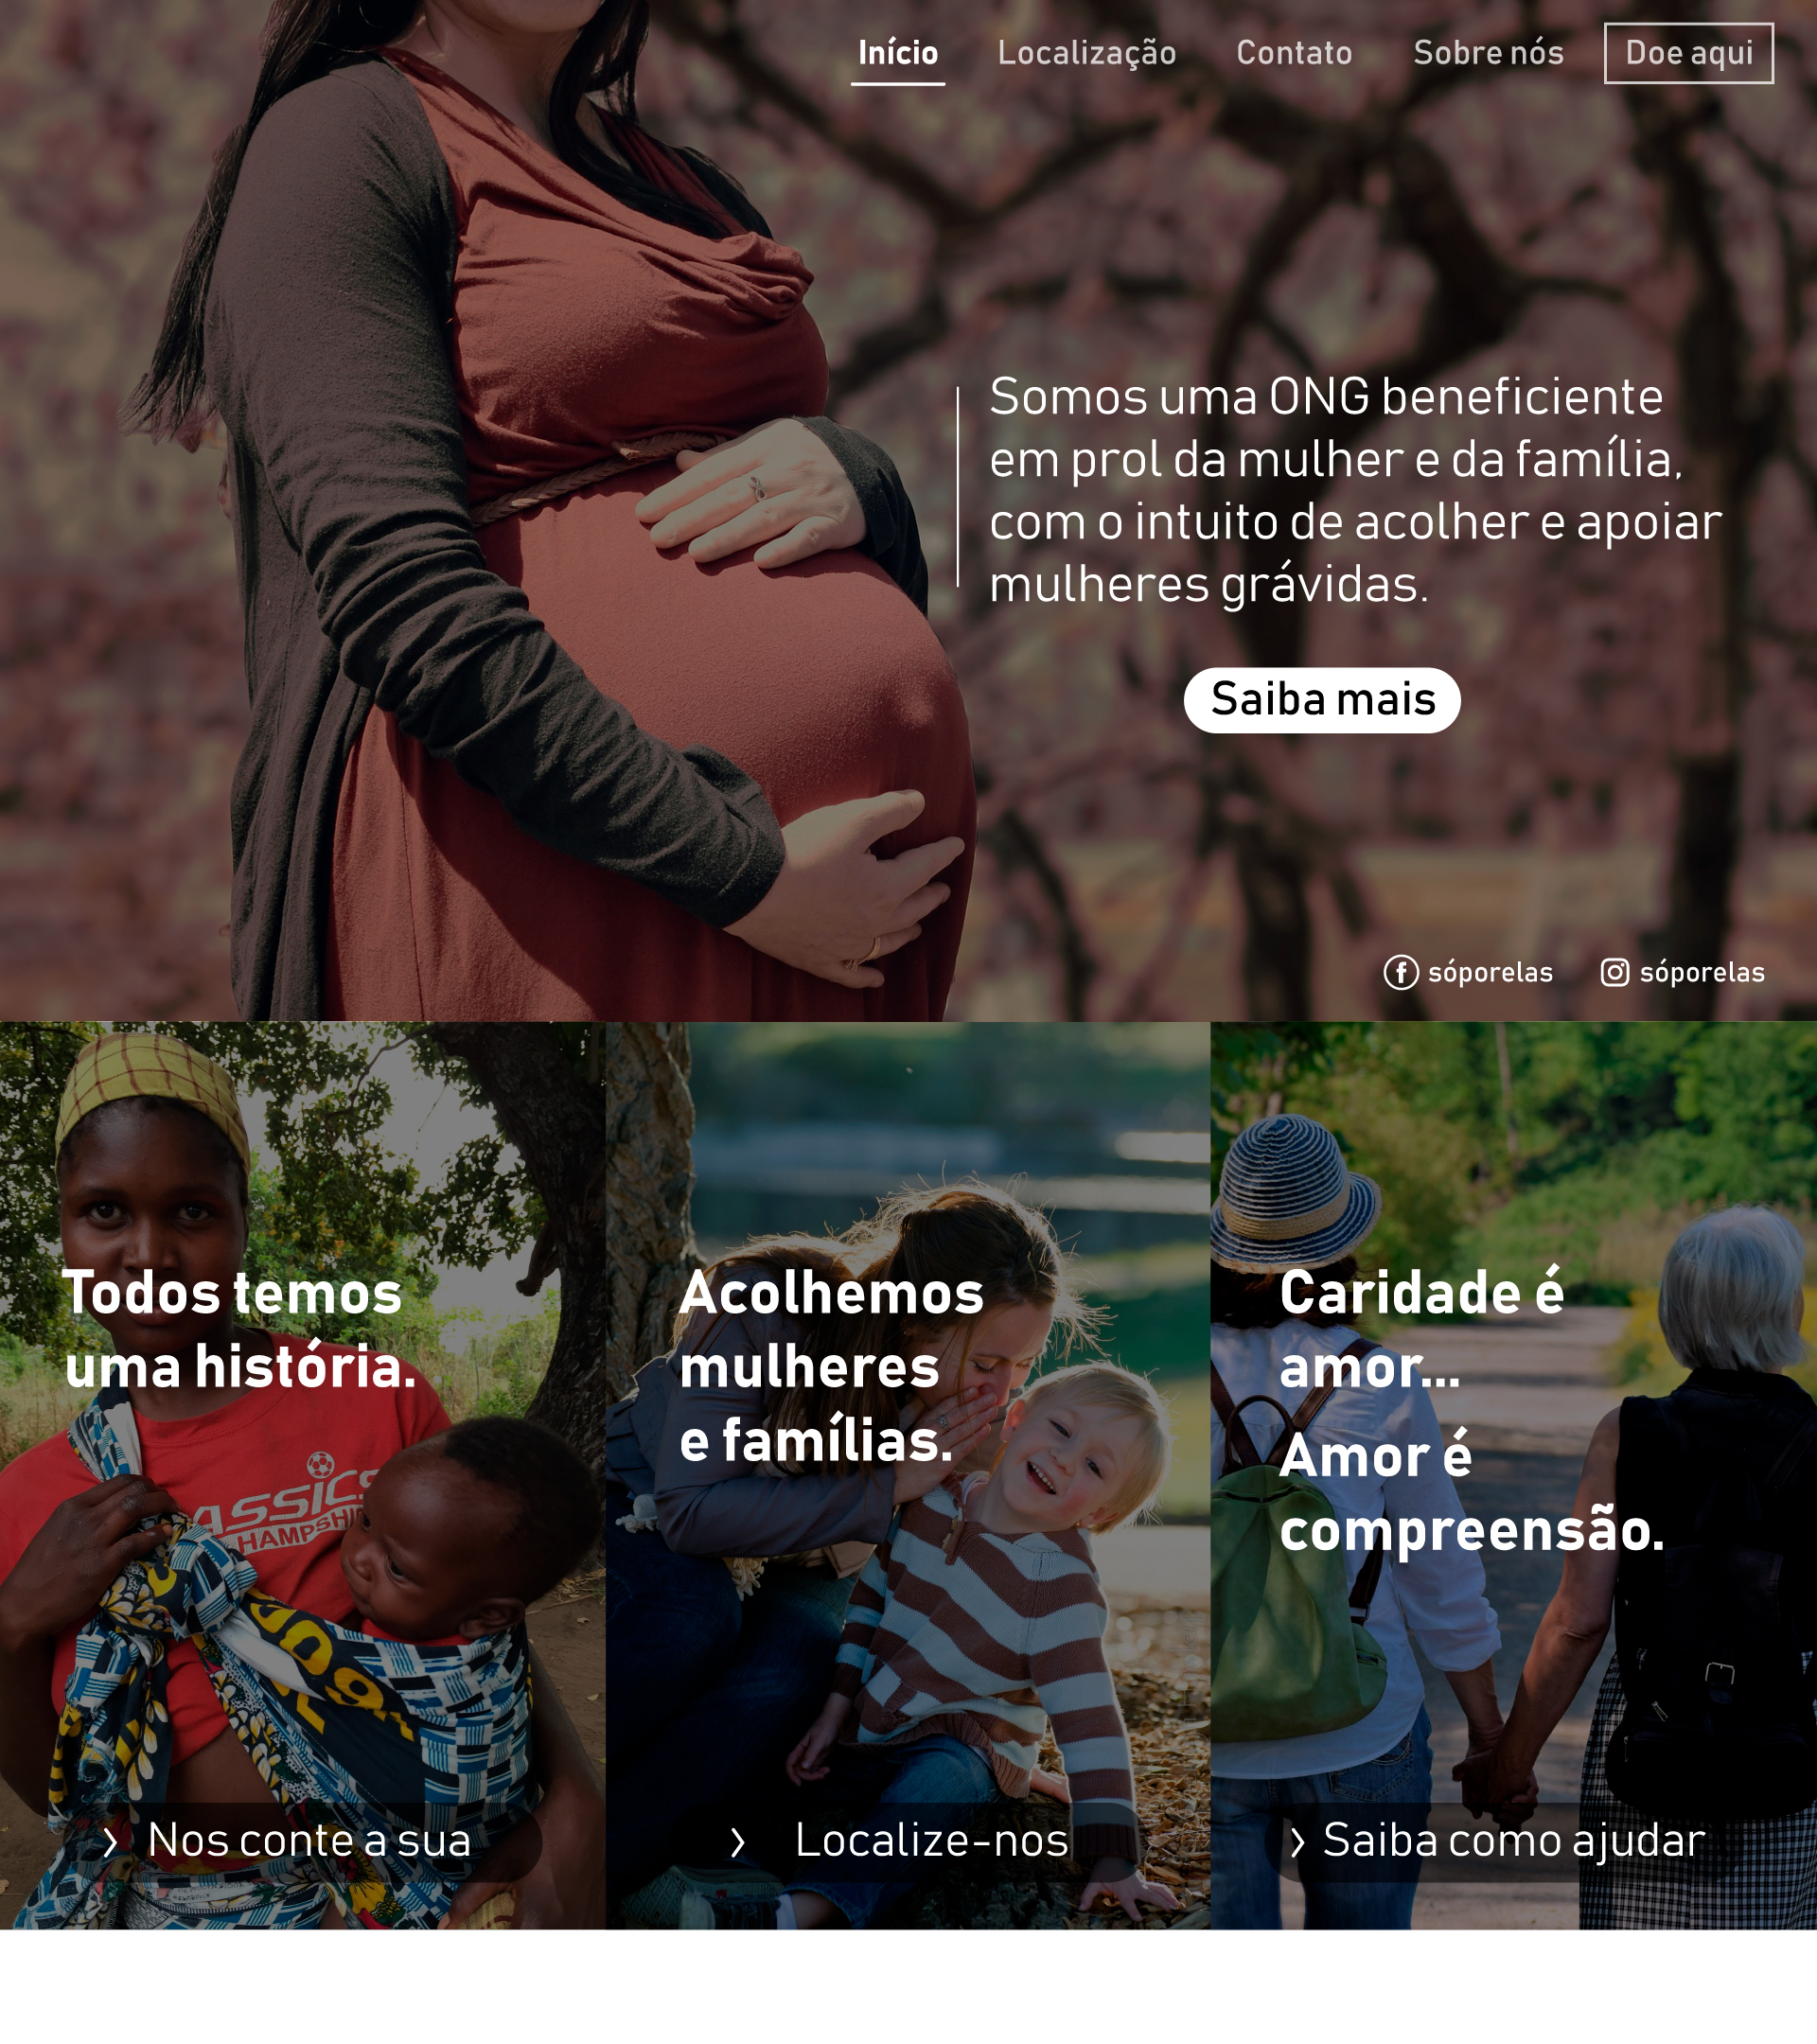 Início Localização Contato Sobre nós Doe aqui
Somos uma ONG beneficiente
em prol da mulher e da família,
com o intuito de acolher e apoiar
mulheres grávidas.
Saiba mais
sóporelas sóporelas
Todos temos
uma história.
Acolhemos
mulheres
e famílias.
Caridade é
amor...
Amor é
compreensão.
ASSICS
HAMPSHI
Nos conte a sua
Localize-nos
Saiba como ajudar